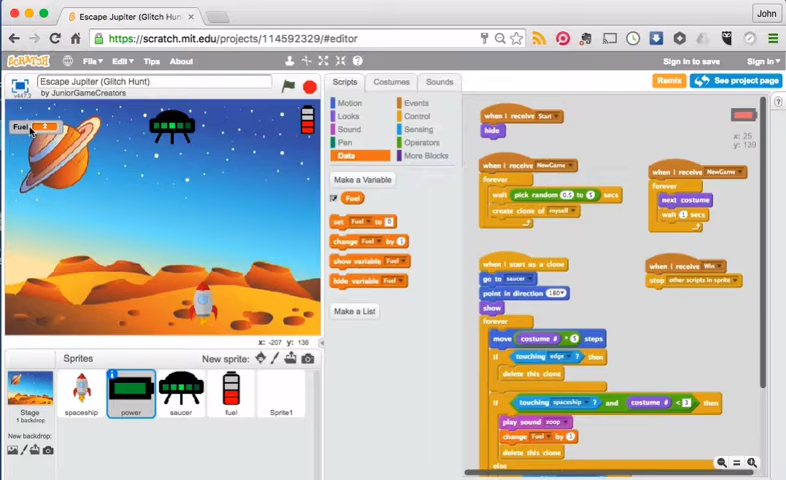 Escape Jupiter (Glitch Hunt)
John
https://scratch.mit.edu/projects/114592329/#editor
SCRATCH File Edit Tips About Sign in to save Sign in
Escape Jupiter (Glitch Hunt)
by JuniorGameCreators
v447.2
Scripts Costumes Sounds
Remix See project page
Fuel 2
Motion Events
Looks Control
Sound Sensing
Pen Operators
Data More Blocks
Make a Variable
Fuel
set Fuel to 0
change Fuel by 1
show variable Fuel
hide variable Fuel
Make a List
x: 25
y: 139
when I receive Start
hide
when I receive NewGame
forever
wait pick random 0.5 to 5 secs
create clone of myself
when I receive NewGame
forever
next costume
wait 1 secs
when I start as a clone
go to saucer
point in direction 180
show
forever
move costume # * 5 steps
if touching edge ? then
delete this clone
if touching spaceship ? and costume # < 3 then
play sound zoop
change Fuel by 1
delete this clone
else
when I receive Win
stop other scripts in sprite
x: -207 y: 136
Sprites New sprite:
Stage
1 backdrop
New backdrop:
spaceship power saucer fuel Sprite1